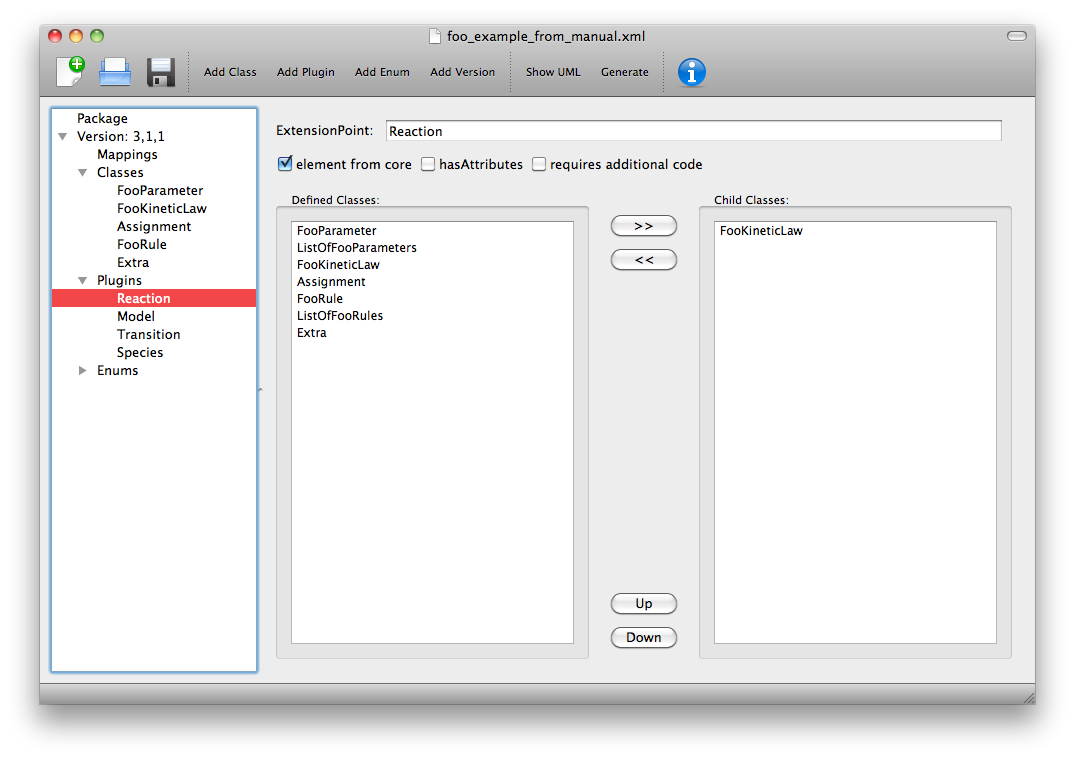 foo_example_from_manual.xml
Add Class Add Plugin Add Enum Add Version Show UML Generate
Package
Version: 3,1,1
Mappings
Classes
FooParameter
FooKineticLaw
Assignment
FooRule
Extra
Plugins
Reaction
Model
Transition
Species
Enums
ExtensionPoint: Reaction
element from core hasAttributes requires additional code
Defined Classes:
FooParameter
ListOfFooParameters
FooKineticLaw
Assignment
FooRule
ListOfFooRules
Extra
>>
<<
Up
Down
Child Classes:
FooKineticLaw